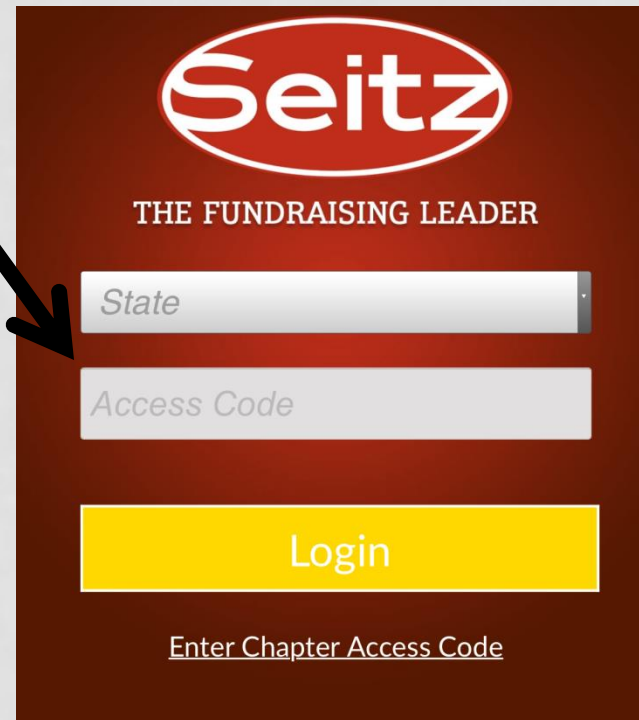 Seitz
THE FUNDRAISING LEADER
State
Access Code
Login
Enter Chapter Access Code